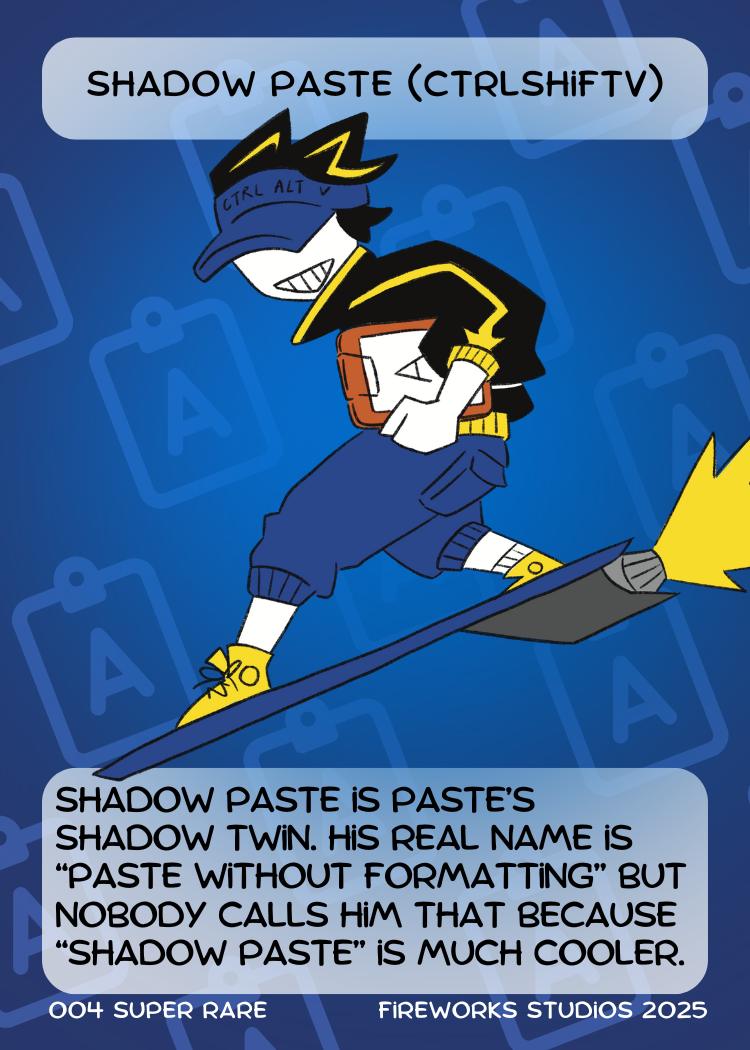 SHADOW PASTE (CTRLSHiFTV)
CTRL ALT V
A
SHADOW PASTE iS PASTE'S
SHADOW TWiN. HiS REAL NAME iS
“PASTE WiTHOUT FORMATTiNG” BUT
NOBODY CALLS HiM THAT BECAUSE
“SHADOW PASTE” iS MUCH COOLER.
004 SUPER RARE
FiREWORKS STUDiOS 2025